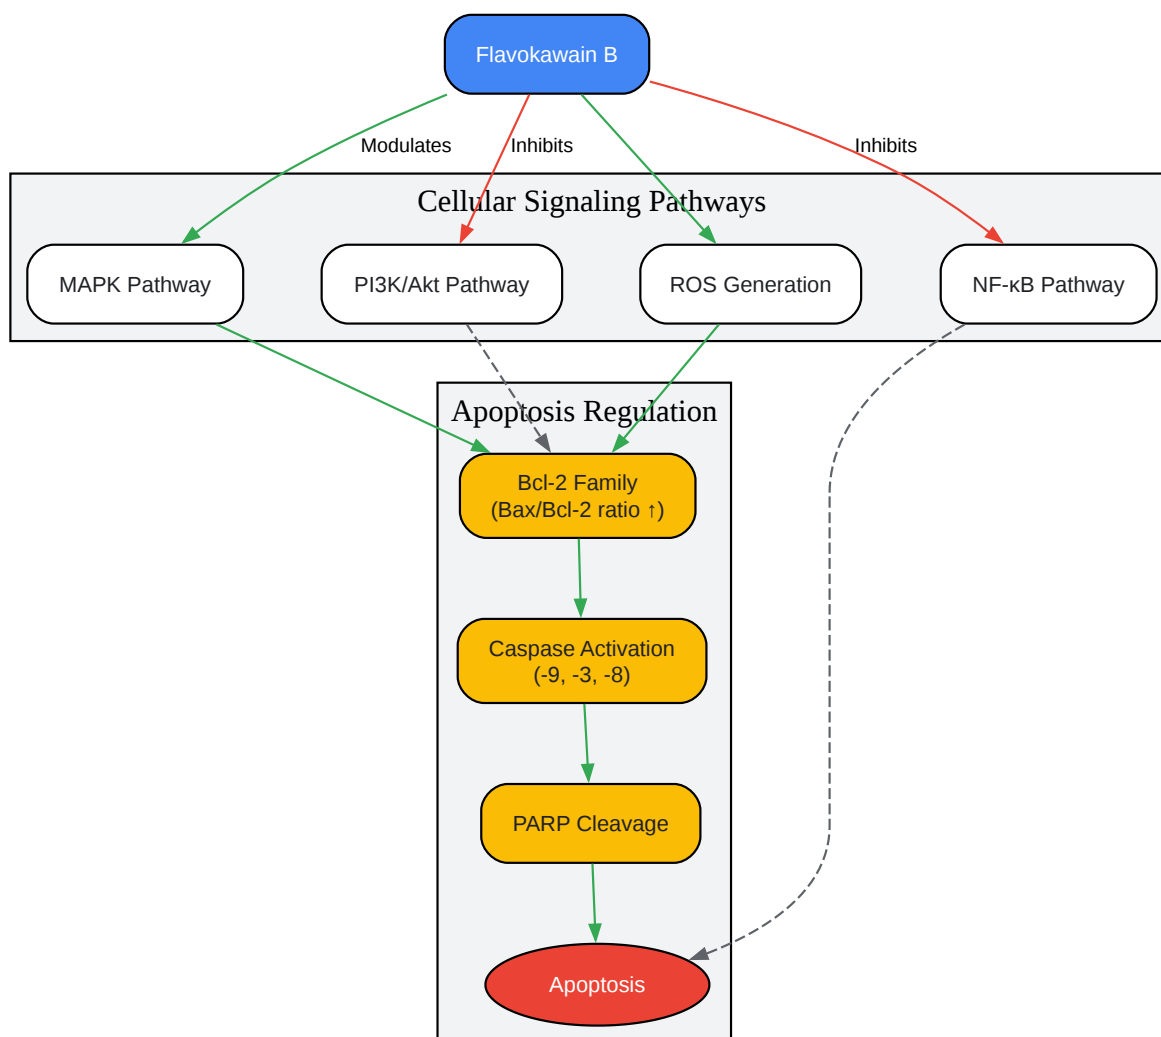 Flavokawain B
Modulates
Inhibits
Inhibits
Cellular Signaling Pathways
MAPK Pathway
PI3K/Akt Pathway
ROS Generation
NF-κB Pathway
Apoptosis Regulation
Bcl-2 Family
(Bax/Bcl-2 ratio ↑)
Caspase Activation
(-9, -3, -8)
PARP Cleavage
Apoptosis